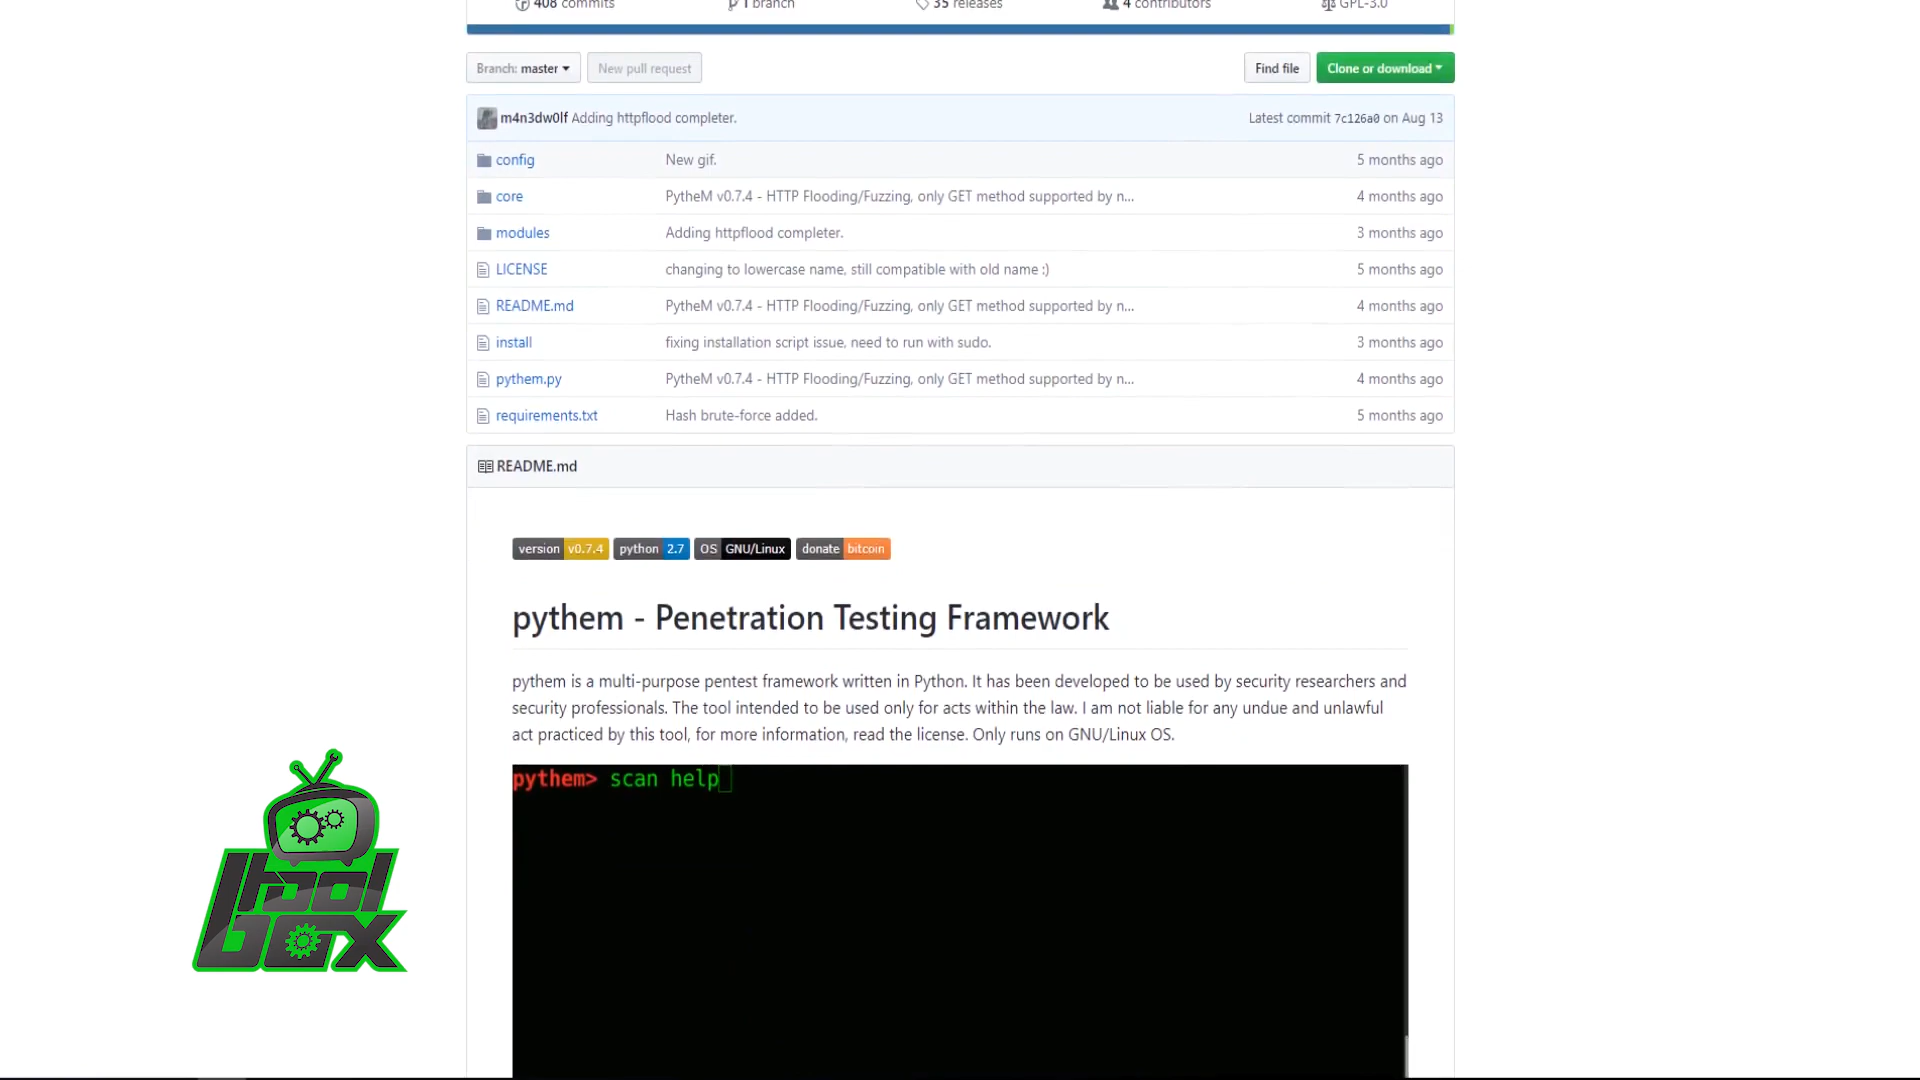 408 commits 1 branch 35 releases 4 contributors GPL-3.0
Branch: master New pull request Find file Clone or download
m4n3dw0lf Adding httpflood completer. Latest commit 7c126a0 on Aug 13
config New gif. 5 months ago
core PytheM v0.7.4 - HTTP Flooding/Fuzzing, only GET method supported by n... 4 months ago
modules Adding httpflood completer. 3 months ago
LICENSE changing to lowercase name, still compatible with old name :) 5 months ago
README.md PytheM v0.7.4 - HTTP Flooding/Fuzzing, only GET method supported by n... 4 months ago
install fixing installation script issue, need to run with sudo. 3 months ago
pythem.py PytheM v0.7.4 - HTTP Flooding/Fuzzing, only GET method supported by n... 4 months ago
requirements.txt Hash brute-force added. 5 months ago
README.md
version v0.7.4 python 2.7 OS GNU/Linux donate bitcoin
pythem - Penetration Testing Framework
pythem is a multi-purpose pentest framework written in Python. It has been developed to be used by security researchers and
security professionals. The tool intended to be used only for acts within the law. I am not liable for any undue and unlawful
act practiced by this tool, for more information, read the license. Only runs on GNU/Linux OS.
pythem> scan help
tool
box